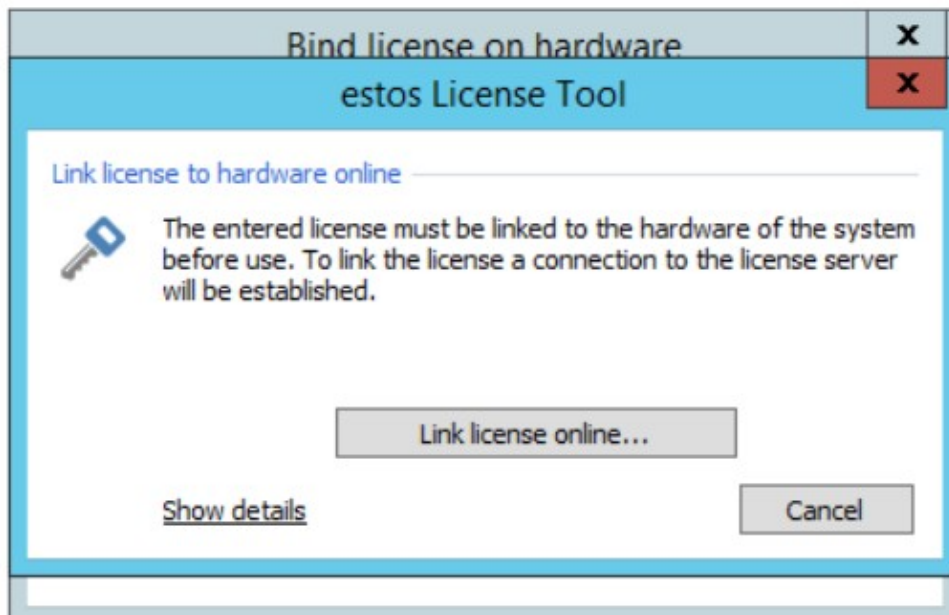 Bind license on hardware
x
estos License Tool
x
Link license to hardware online
The entered license must be linked to the hardware of the system
before use. To link the license a connection to the license server
will be established.
Link license online...
Show details
Cancel